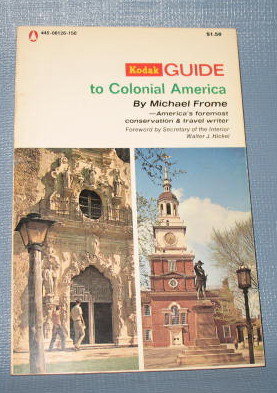 445-00126-150
$1.50
Kodak GUIDE
to Colonial America
By Michael Frome
—America's foremost
conservation & travel writer
Foreword by Secretary of the Interior
Walter J. Hickel